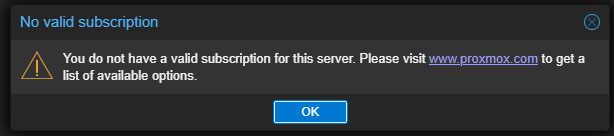 No valid subscription
You do not have a valid subscription for this server. Please visit www.proxmox.com to get a
list of available options.
OK